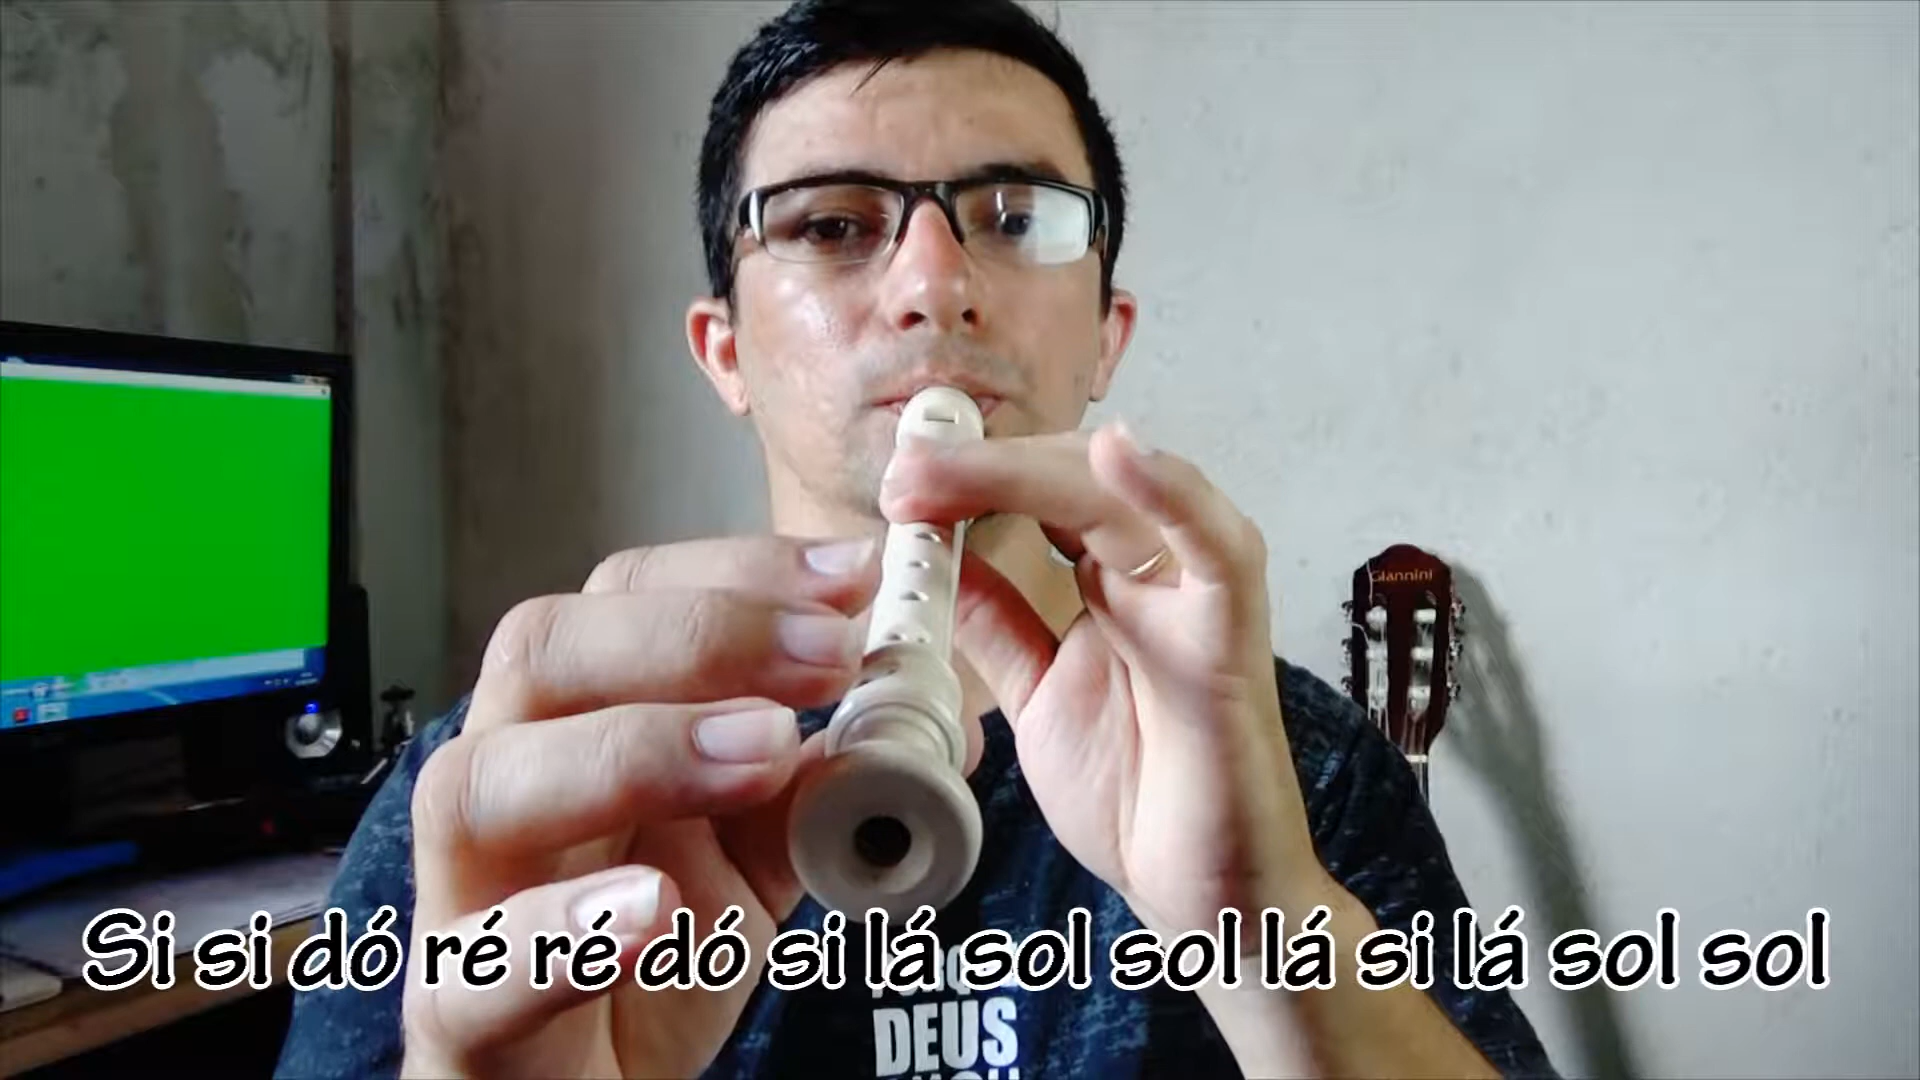 Giannini
Si si dó ré ré dó si lá sol sol lá si lá sol sol
DEUS